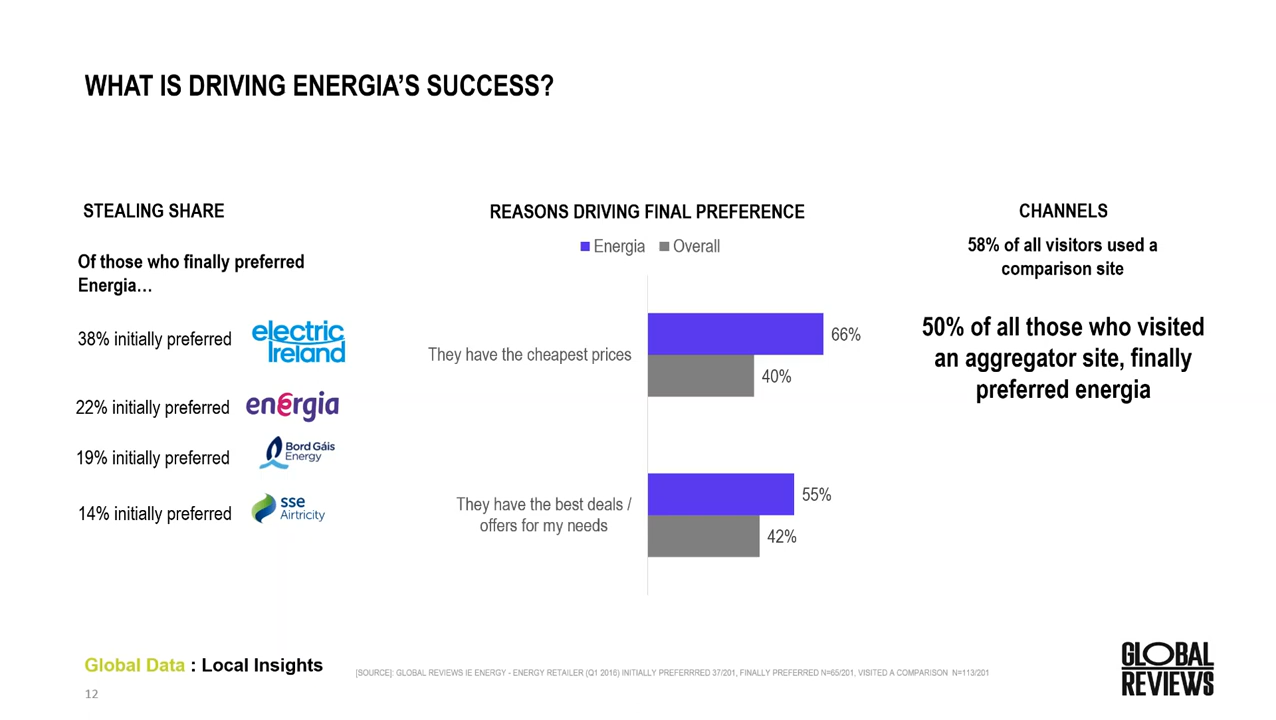 WHAT IS DRIVING ENERGIA'S SUCCESS?
STEALING SHARE
Of those who finally preferred
Energia…
38% initially preferred
electric
Ireland
22% initially preferred
energia
19% initially preferred
Bord Gáis
Energy
14% initially preferred
sse
Airtricity
REASONS DRIVING FINAL PREFERENCE
Energia
Overall
They have the cheapest prices
66%
40%
They have the best deals /
offers for my needs
55%
42%
CHANNELS
58% of all visitors used a
comparison site
50% of all those who visited
an aggregator site, finally
preferred energia
Global Data : Local Insights
[SOURCE]: GLOBAL REVIEWS IE ENERGY - ENERGY RETAILER (Q1 2016) INITIALLY PREFERRRED 37/201, FINALLY PREFERED N=65/201, VISITED A COMPARISON N=113/201
12
GLOBAL
REVIEWS